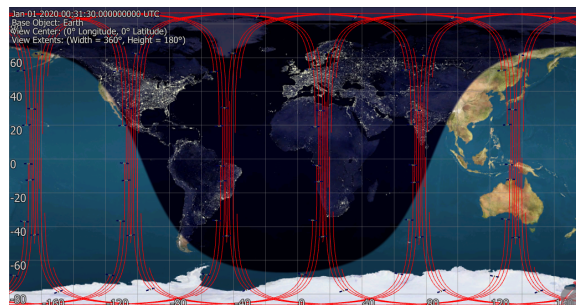 Jan 01 2020 00:31:30.000000000 UTC
Base Object: Earth
View Center: (0° Longitude, 0° Latitude)
View Extents: (Width = 360°, Height = 180°)
60
40
20
0
-20
-40
-60
-80 -160 -120 -80 -40 0 40 80 120 160